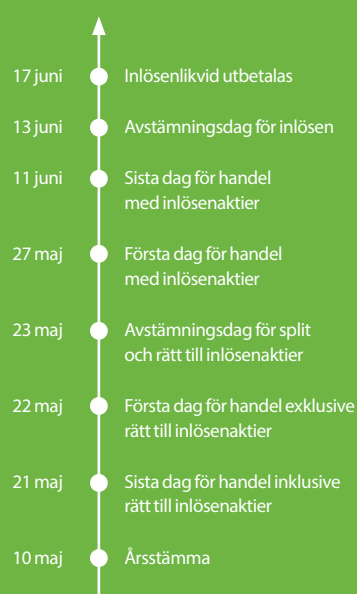 17 juni Inlösenlikvid utbetalas
13 juni Avstämningsdag för inlösen
11 juni Sista dag för handel
med inlösenaktier
27 maj Första dag för handel
med inlösenaktier
23 maj Avstämningsdag för split
och rätt till inlösenaktier
22 maj Första dag för handel exklusive
rätt till inlösenaktier
21 maj Sista dag för handel inklusive
rätt till inlösenaktier
10 maj Årsstämma